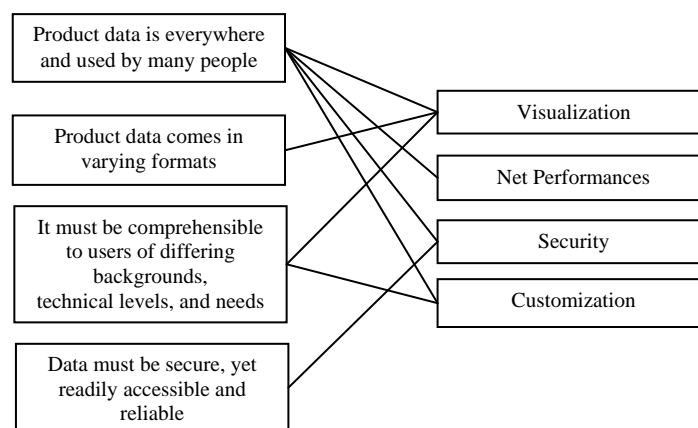 Product data is everywhere
and used by many people
Product data comes in
varying formats
It must be comprehensible
to users of differing
backgrounds,
technical levels, and needs
Data must be secure, yet
readily accessible and
reliable
Visualization
Net Performances
Security
Customization